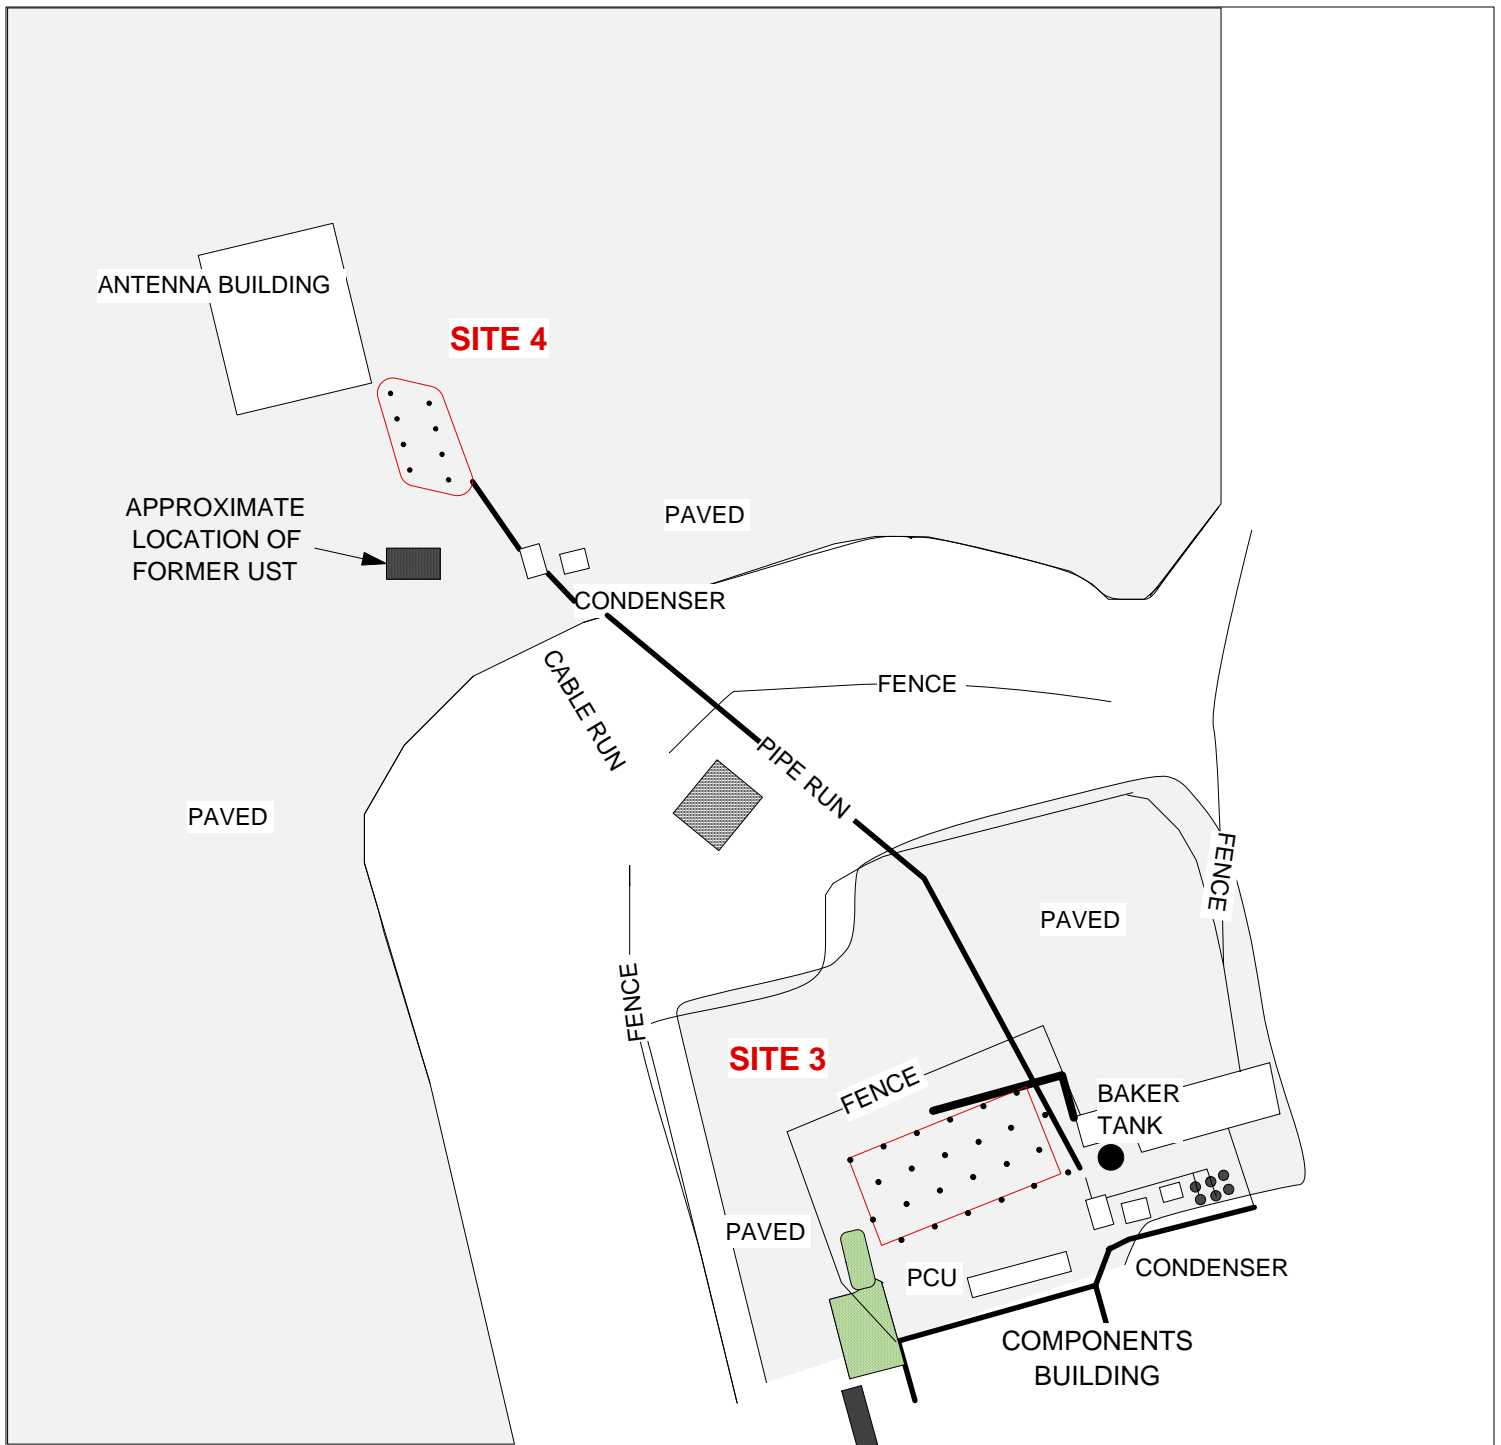 ANTENNA BUILDING
SITE 4
APPROXIMATE
LOCATION OF
FORMER UST
PAVED
CONDENSER
CABLE RUN
FENCE
PIPE RUN
PAVED
FENCE
PAVED
FENCE
SITE 3
FENCE
BAKER
TANK
PAVED
PCU
CONDENSER
COMPONENTS
BUILDING